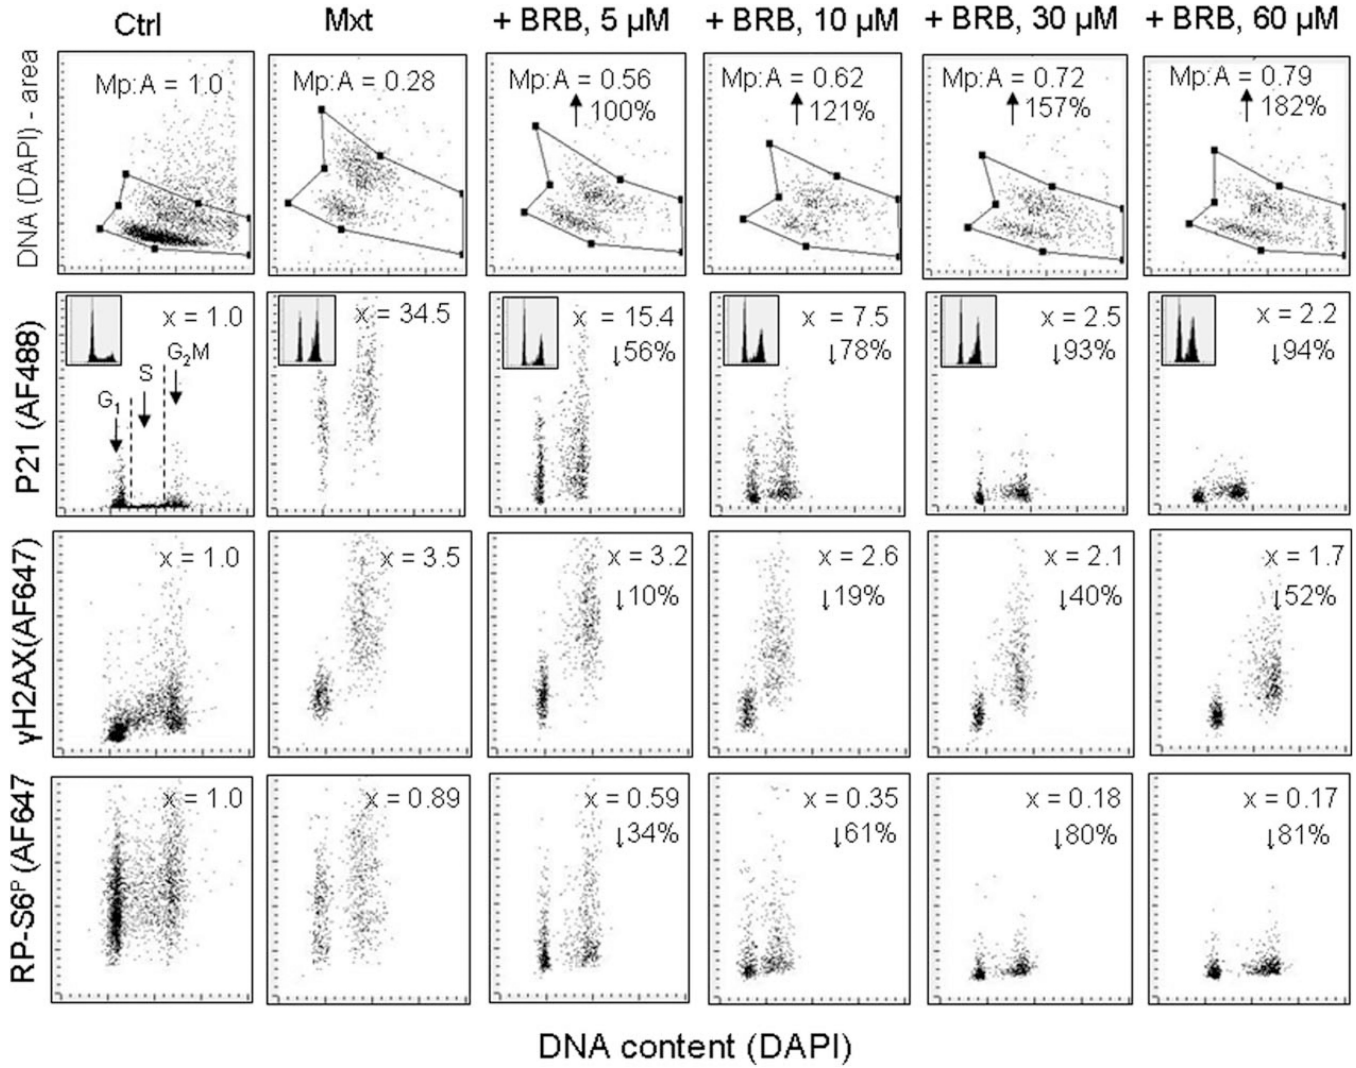 Ctrl Mxt + BRB, 5 µM + BRB, 10 µM + BRB, 30 µM + BRB, 60 µM
DNA (DAPI) - area
Mp:A = 1.0 Mp:A = 0.28 Mp:A = 0.56 Mp:A = 0.62 Mp:A = 0.72 Mp:A = 0.79
↑ 100% ↑ 121% ↑ 157% ↑ 182%
P21 (AF488)
x = 1.0 x = 34.5 x = 15.4 x = 7.5 x = 2.5 x = 2.2
↓56% ↓78% ↓93% ↓94%
G₁ S G₂M
γH2AX(AF647)
x = 1.0 x = 3.5 x = 3.2 x = 2.6 x = 2.1 x = 1.7
↓10% ↓19% ↓40% ↓52%
RP-S6ᴾ (AF647
x = 1.0 x = 0.89 x = 0.59 x = 0.35 x = 0.18 x = 0.17
↓34% ↓61% ↓80% ↓81%
DNA content (DAPI)